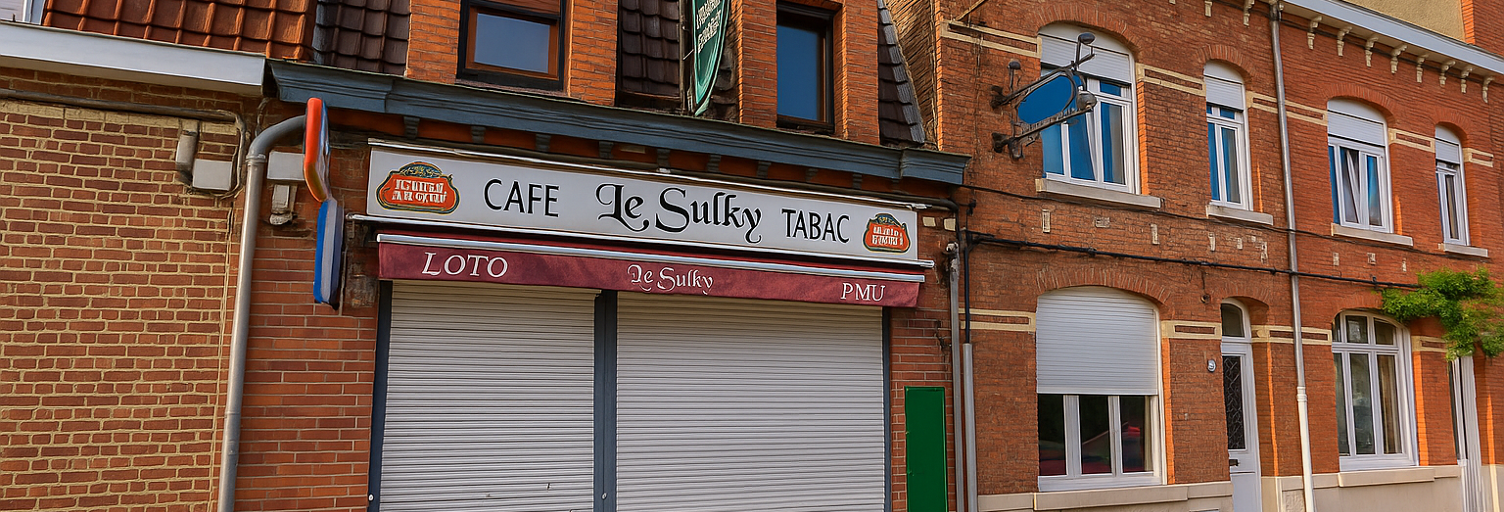 CAFE Le Sulky TABAC
LOTO Le Sulky PMU